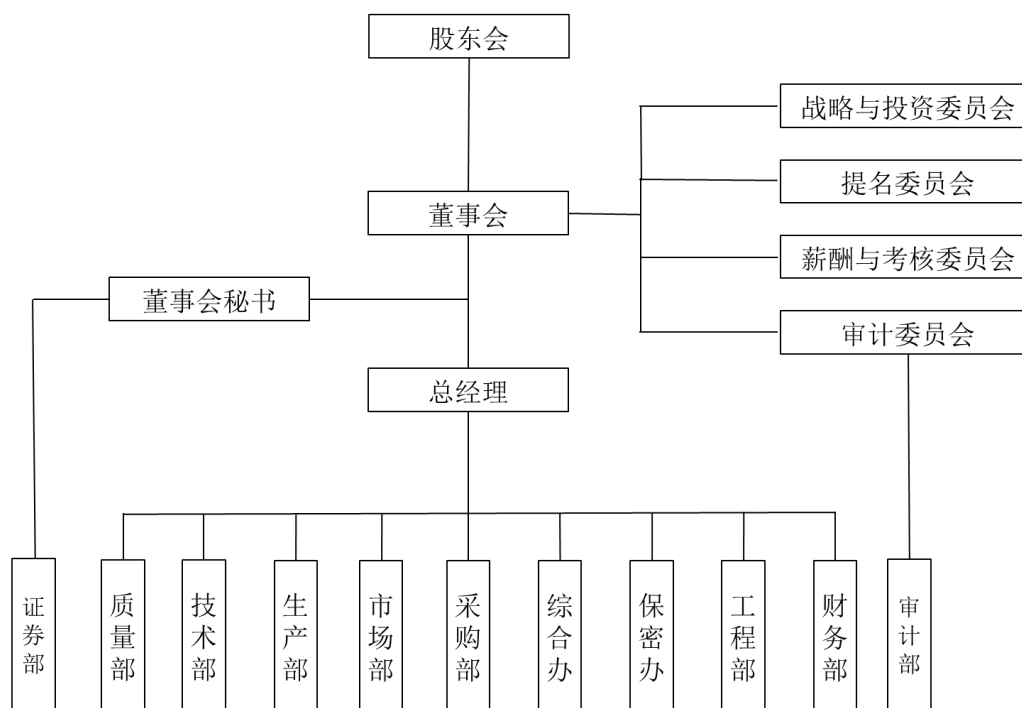 股东会
战略与投资委员会
提名委员会
董事会
薪酬与考核委员会
董事会秘书
审计委员会
总经理
证券部
质量部
技术部
生产部
市场部
采购部
综合办
保密办
工程部
财务部
审计部